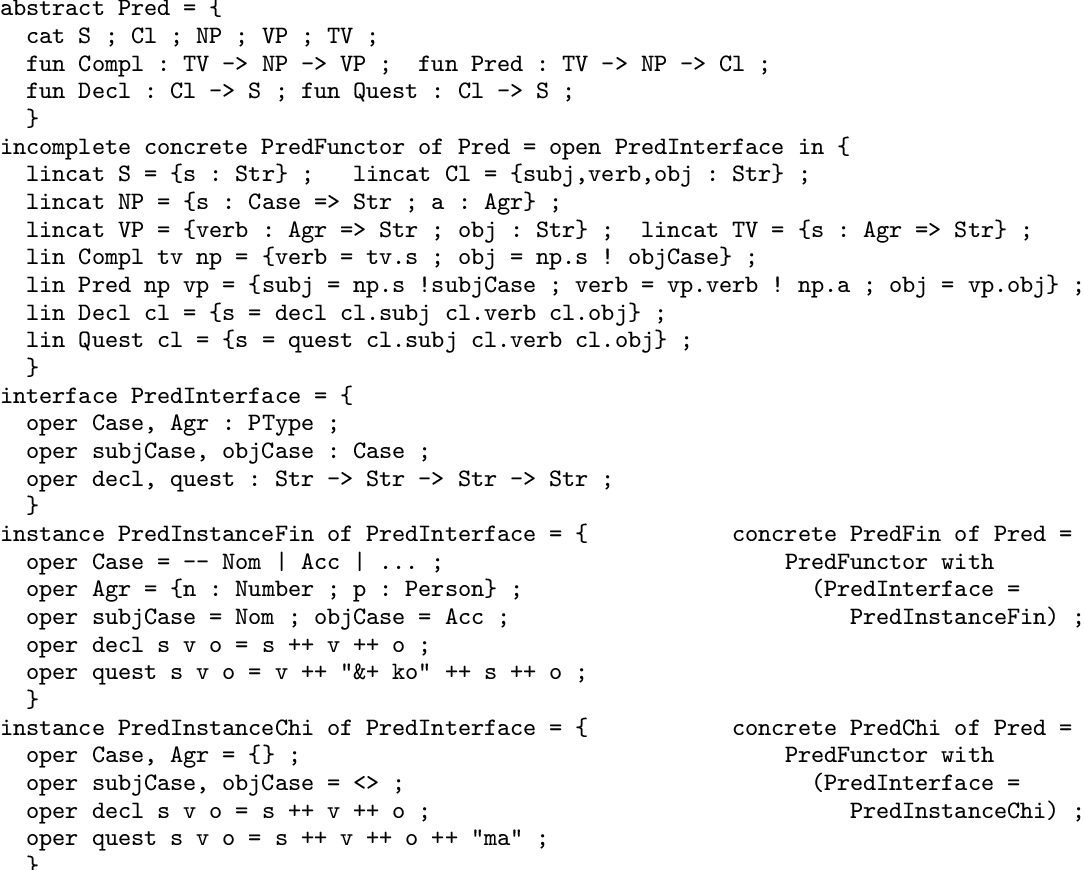 abstract Pred = {
  cat S ; Cl ; NP ; VP ; TV ;
  fun Compl : TV -> NP -> VP ;  fun Pred : TV -> NP -> Cl ;
  fun Decl : Cl -> S ; fun Quest : Cl -> S ;
  }
incomplete concrete PredFunctor of Pred = open PredInterface in {
  lincat S = {s : Str} ;   lincat Cl = {subj,verb,obj : Str} ;
  lincat NP = {s : Case => Str ; a : Agr} ;
  lincat VP = {verb : Agr => Str ; obj : Str} ;  lincat TV = {s : Agr => Str} ;
  lin Compl tv np = {verb = tv.s ; obj = np.s ! objCase} ;
  lin Pred np vp = {subj = np.s !subjCase ; verb = vp.verb ! np.a ; obj = vp.obj} ;
  lin Decl cl = {s = decl cl.subj cl.verb cl.obj} ;
  lin Quest cl = {s = quest cl.subj cl.verb cl.obj} ;
  }
interface PredInterface = {
  oper Case, Agr : PType ;
  oper subjCase, objCase : Case ;
  oper decl, quest : Str -> Str -> Str -> Str ;
  }
instance PredInstanceFin of PredInterface = {
  oper Case = -- Nom | Acc | ... ;
  oper Agr = {n : Number ; p : Person} ;
  oper subjCase = Nom ; objCase = Acc ;
  oper decl s v o = s ++ v ++ o ;
  oper quest s v o = v ++ "&+ ko" ++ s ++ o ;
  }
concrete PredFin of Pred =
  PredFunctor with
    (PredInterface =
      PredInstanceFin) ;
instance PredInstanceChi of PredInterface = {
  oper Case, Agr = {} ;
  oper subjCase, objCase = <> ;
  oper decl s v o = s ++ v ++ o ;
  oper quest s v o = s ++ v ++ o ++ "ma" ;
  }
concrete PredChi of Pred =
  PredFunctor with
    (PredInterface =
      PredInstanceChi) ;